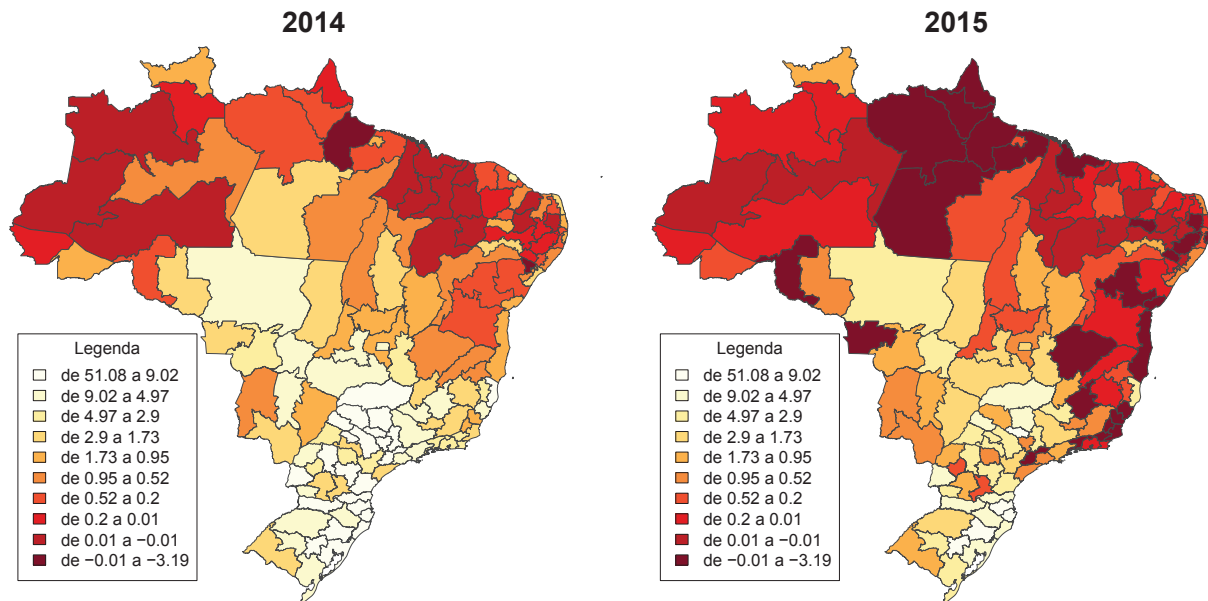 2014
Legenda
de 51.08 a 9.02
de 9.02 a 4.97
de 4.97 a 2.9
de 2.9 a 1.73
de 1.73 a 0.95
de 0.95 a 0.52
de 0.52 a 0.2
de 0.2 a 0.01
de 0.01 a −0.01
de −0.01 a −3.19
2015
Legenda
de 51.08 a 9.02
de 9.02 a 4.97
de 4.97 a 2.9
de 2.9 a 1.73
de 1.73 a 0.95
de 0.95 a 0.52
de 0.52 a 0.2
de 0.2 a 0.01
de 0.01 a −0.01
de −0.01 a −3.19